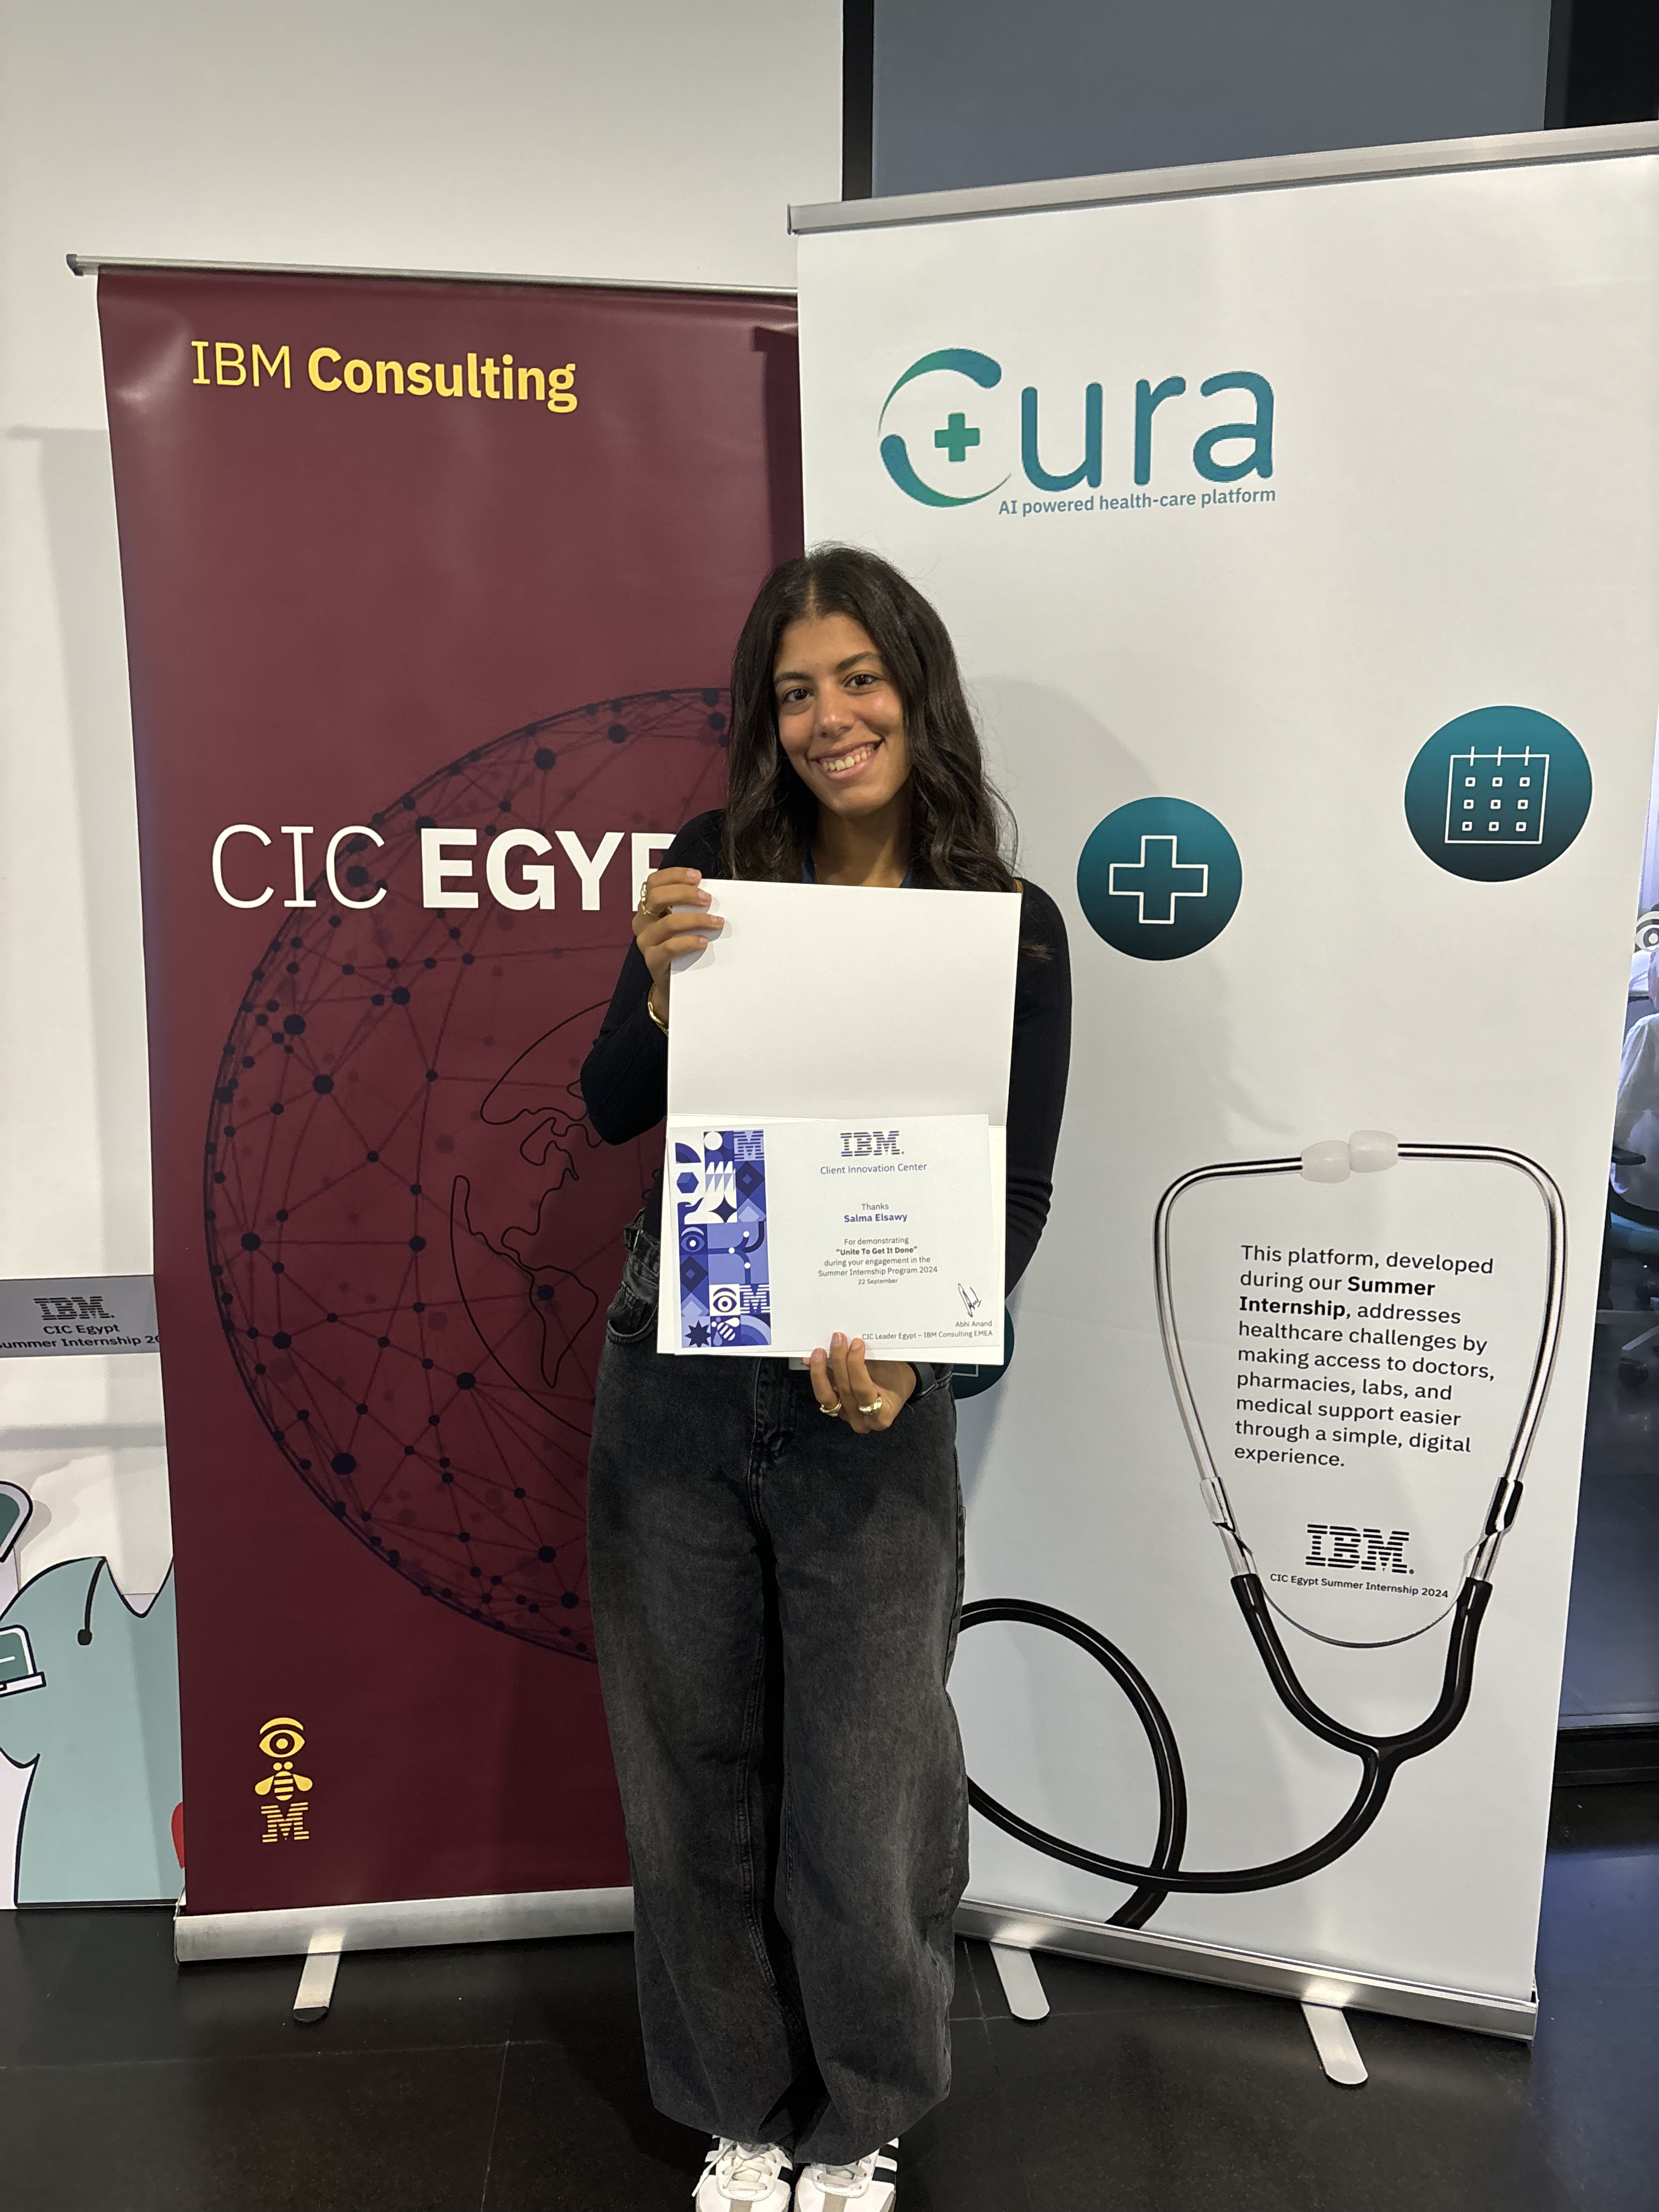 IBM Consulting
CIC EGYP
Cura
AI powered health-care platform
IBM
Client Innovation Center
Thanks
Salma Elsawy
For demonstrating
"Unite To Get It Done"
during your engagement in the
Summer Internship Program 2024
22 September
Abhi Anand
CIC Leader Egypt – IBM Consulting EMEA
This platform, developed
during our Summer
Internship, addresses
healthcare challenges by
making access to doctors,
pharmacies, labs, and
medical support easier
through a simple, digital
experience.
IBM
CIC Egypt Summer Internship 2024
IBM
CIC Egypt
Summer Internship 20
M
M
M